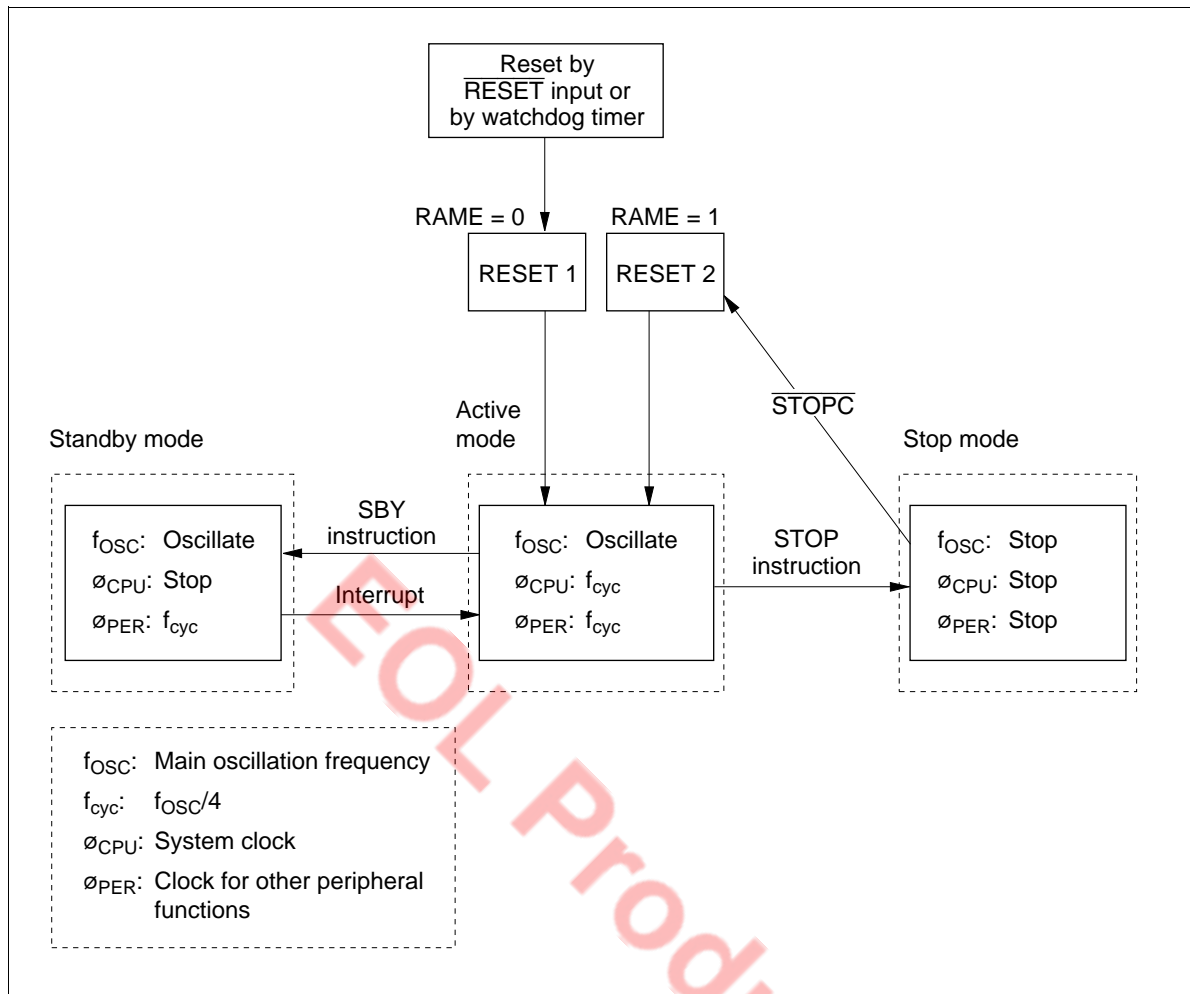 Reset by
RESET input or
by watchdog timer
RAME = 0
RAME = 1
RESET 1
RESET 2
STOPC
Active
mode
Standby mode
Stop mode
fOSC: Oscillate
øCPU: Stop
øPER: fcyc
SBY
instruction
Interrupt
fOSC: Oscillate
øCPU: fcyc
øPER: fcyc
STOP
instruction
fOSC: Stop
øCPU: Stop
øPER: Stop
fOSC: Main oscillation frequency
fcyc: fOSC/4
øCPU: System clock
øPER: Clock for other peripheral
functions
EOL Produ